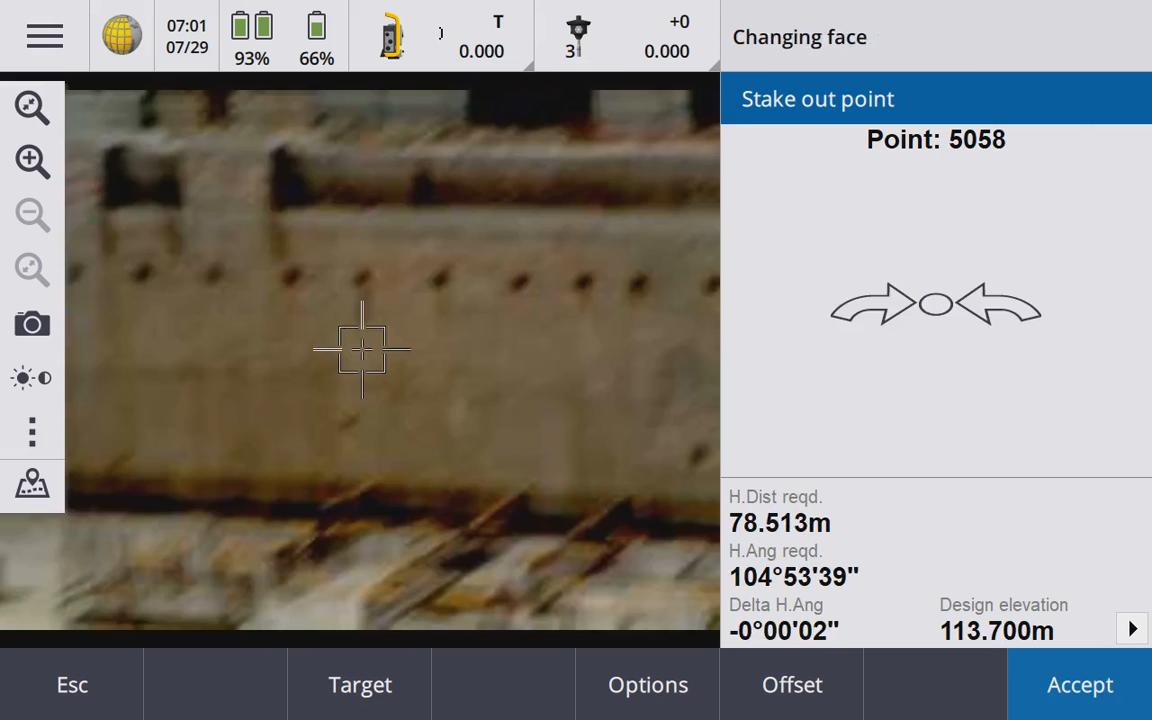 07:01
07/29
93%
66%
T
0.000
3
+0
0.000
Changing face
Stake out point
Point: 5058
H.Dist reqd.
78.513m
H.Ang reqd.
104°53'39"
Delta H.Ang
-0°00'02"
Design elevation
113.700m
Esc
Target
Options
Offset
Accept